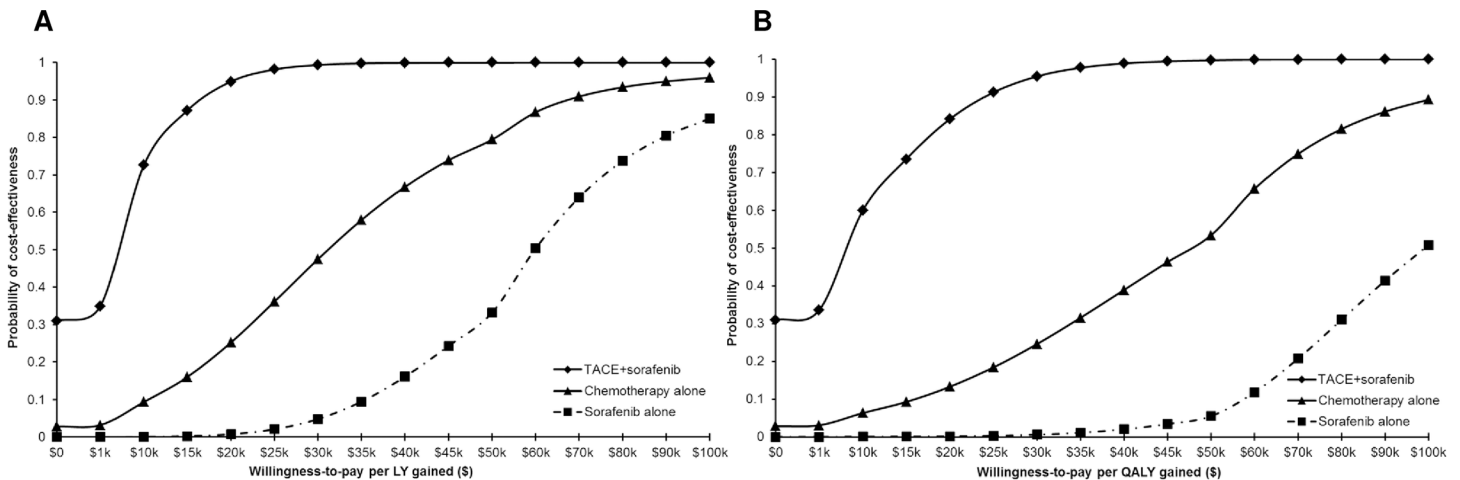 A
1
0.9
0.8
0.7
0.6
0.5
0.4
0.3
0.2
0.1
0
Probability of cost-effectiveness
TACE+sorafenib
Chemotherapy alone
Sorafenib alone
$0 $1k $10k $15k $20k $25k $30k $35k $40k $45k $50k $60k $70k $80k $90k $100k
Willingness-to-pay per LY gained ($)
B
1
0.9
0.8
0.7
0.6
0.5
0.4
0.3
0.2
0.1
0
Probability of cost-effectiveness
TACE+sorafenib
Chemotherapy alone
Sorafenib alone
$0 $1k $10k $15k $20k $25k $30k $35k $40k $45k $50k $60k $70k $80k $90k $100k
Willingness-to-pay per QALY gained ($)